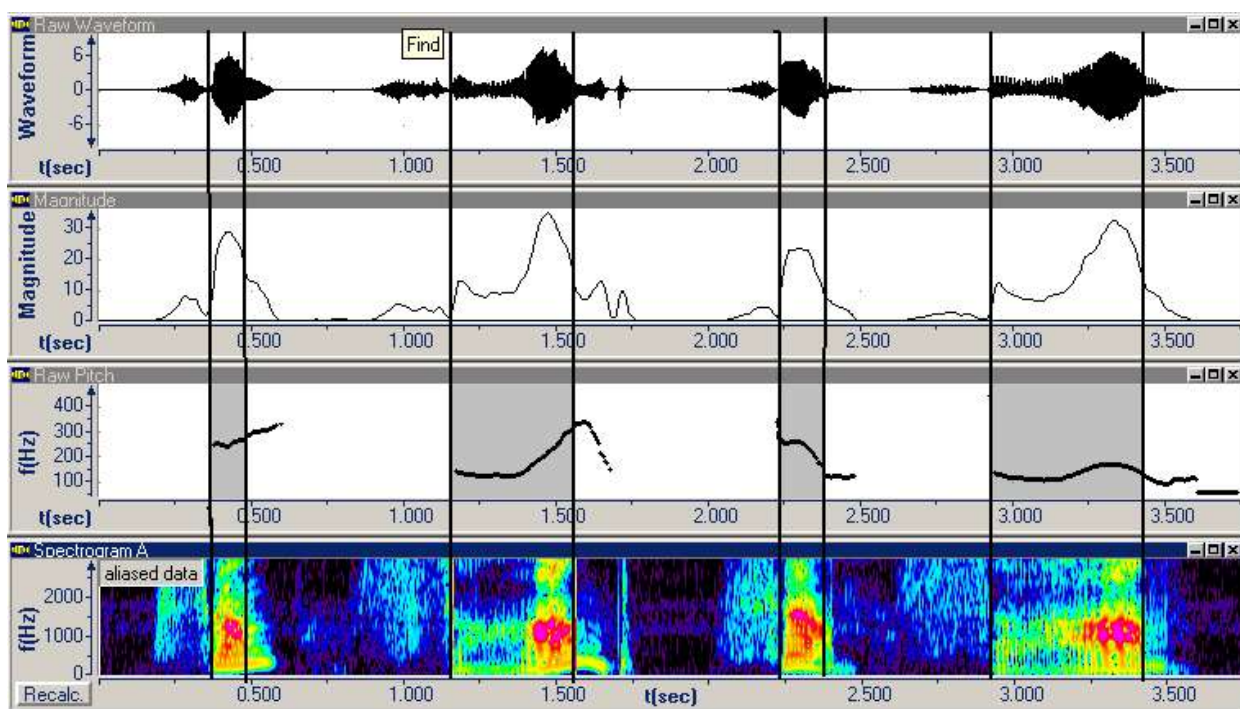 Raw Waveform
Find
Waveform
6
0
-6
t(sec) 0.500 1.000 1.500 2.000 2.500 3.000 3.500
Magnitude
Magnitude
30
20
10
0
t(sec) 0.500 1.000 1.500 2.000 2.500 3.000 3.500
Raw Pitch
f(Hz)
400
300
200
100
t(sec) 0.500 1.000 1.500 2.000 2.500 3.000 3.500
Spectrogram A
aliased data
f(Hz)
2000
1000
0
Recalc. 0.500 1.000 1.500 t(sec) 2.000 2.500 3.000 3.500